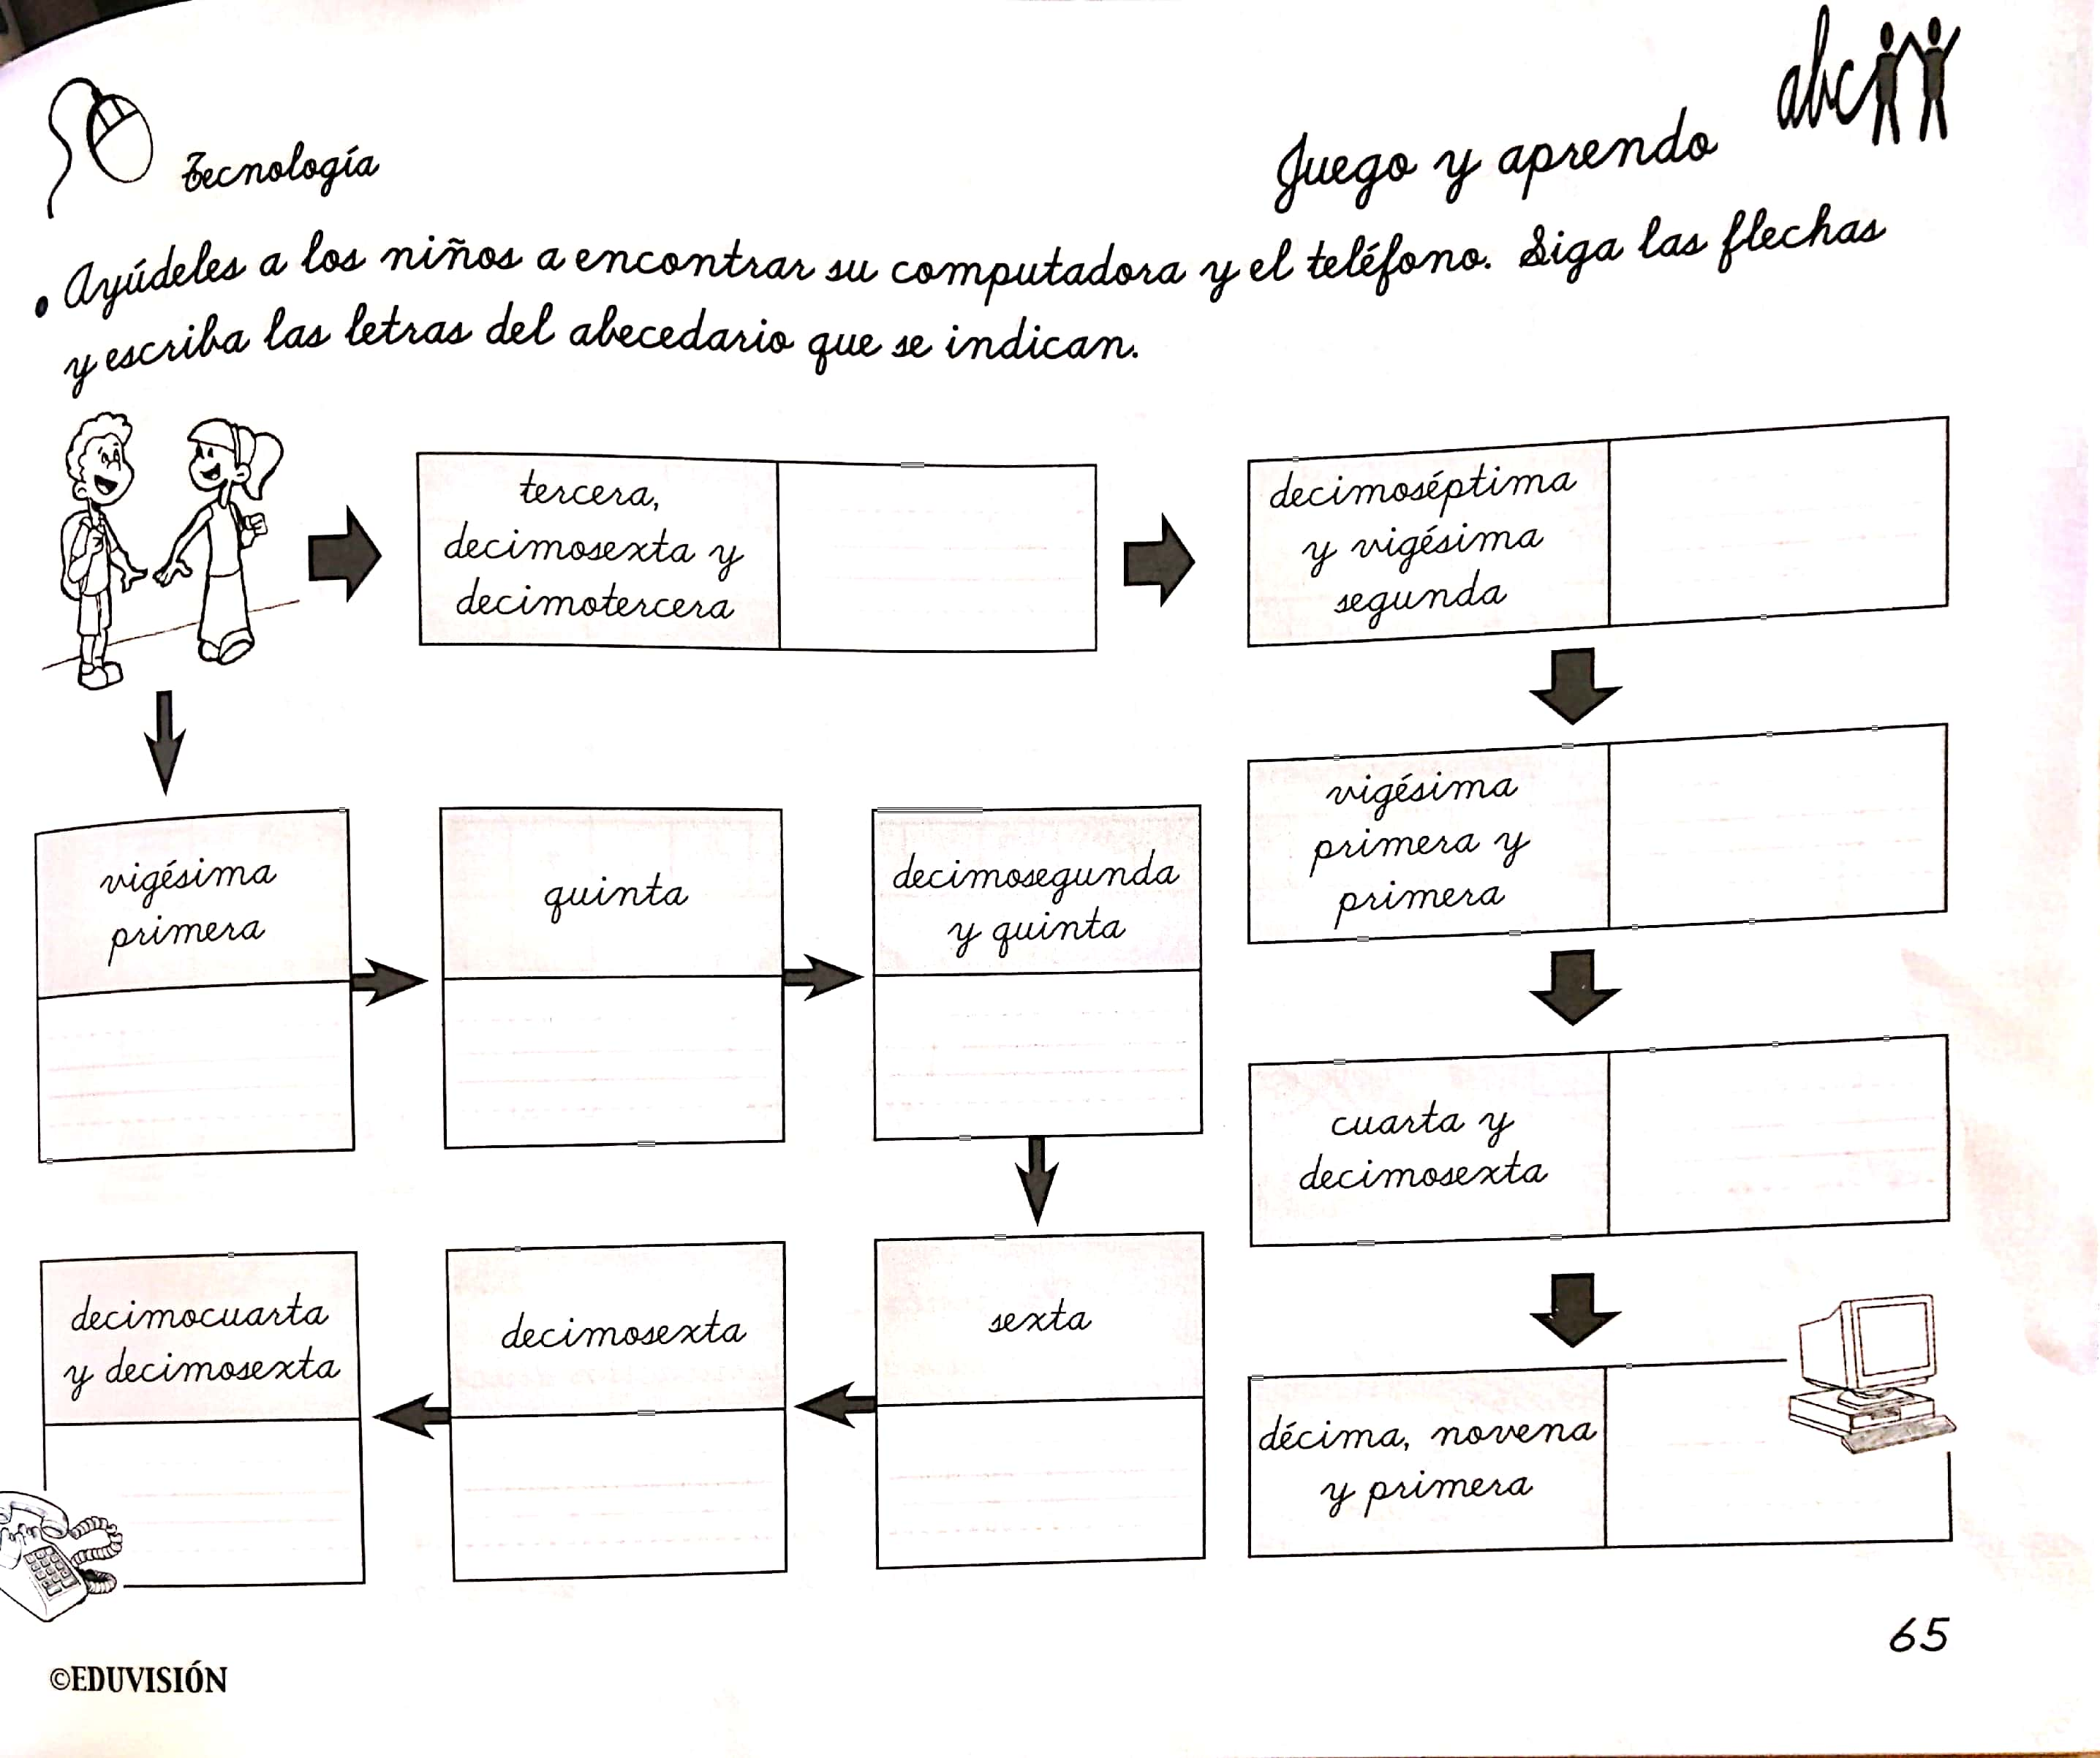 Tecnología
Juego y aprendo
abc
• Ayúdeles a los niños a encontrar su computadora y el teléfono. Siga las flechas
y escriba las letras del abecedario que se indican.
tercera,
decimosexta y
decimotercera
decimoséptima
y vigésima
segunda
vigésima
primera y
primera
cuarta y
decimosexta
décima, novena
y primera
vigésima
primera
quinta
decimosegunda
y quinta
sexta
decimosexta
decimocuarta
y decimosexta
65
©EDUVISIÓN